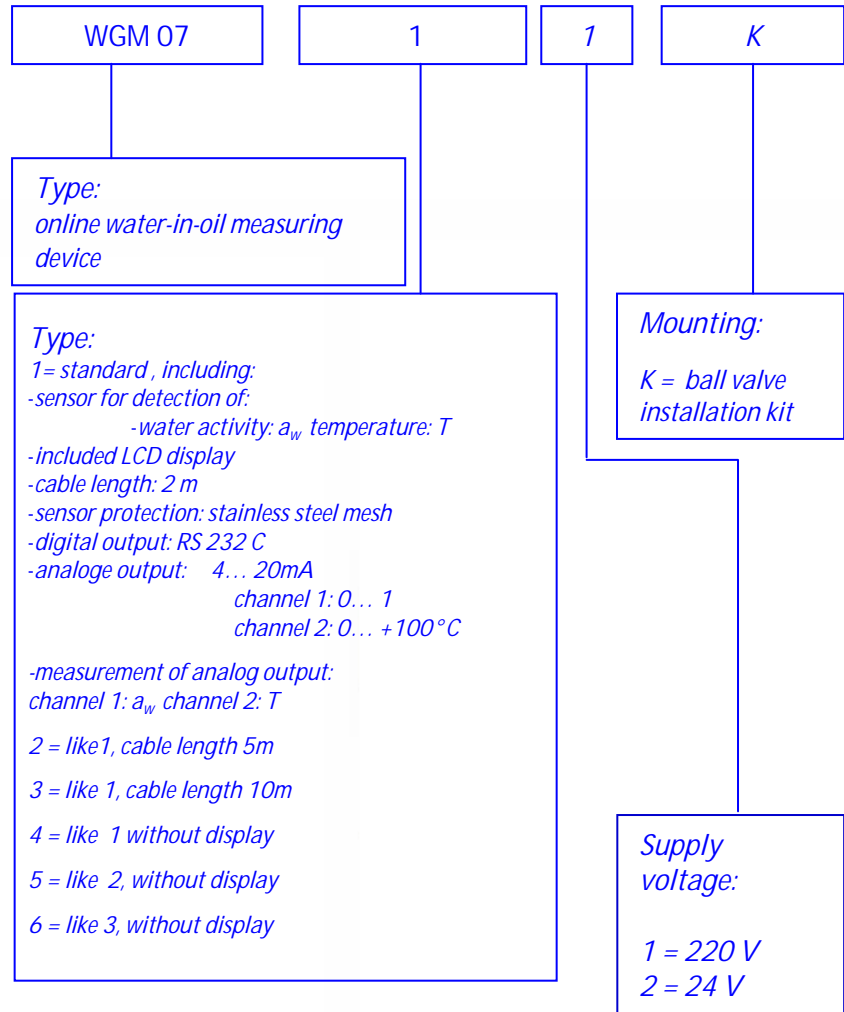 WGM 07 1 1 K
Type:
online water-in-oil measuring
device
Type:
1= standard , including:
-sensor for detection of:
-water activity: aw temperature: T
-included LCD display
-cable length: 2 m
-sensor protection: stainless steel mesh
-digital output: RS 232 C
-analoge output: 4… 20mA
channel 1: 0… 1
channel 2: 0… +100°C
-measurement of analog output:
channel 1: aw channel 2: T
2 = like1, cable length 5m
3 = like 1, cable length 10m
4 = like 1 without display
5 = like 2, without display
6 = like 3, without display
Mounting:
K = ball valve
installation kit
Supply
voltage:
1 = 220 V
2 = 24 V